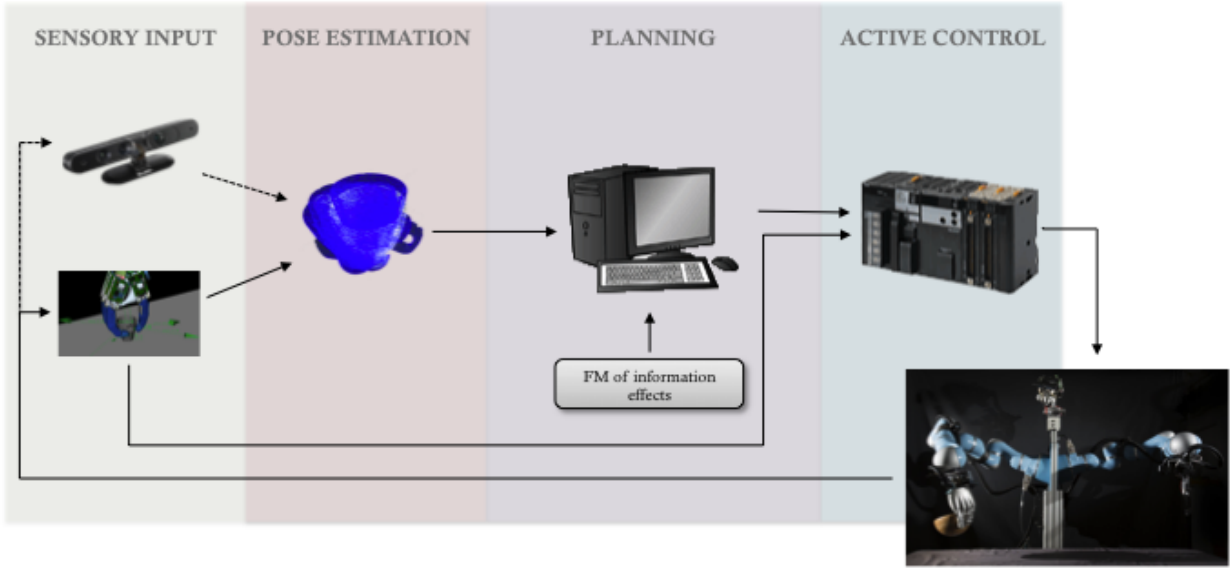 SENSORY INPUT
POSE ESTIMATION
PLANNING
ACTIVE CONTROL
FM of information
effects